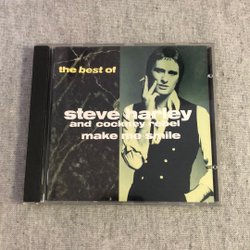 the best of
steve harley
and cockney rebel
make me smile